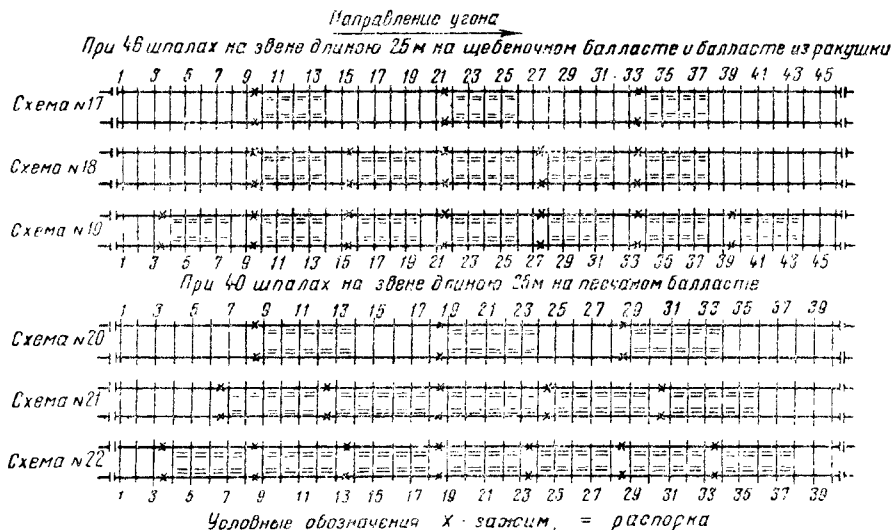 Направление угона
При 46 шпалах на звене длиною 25 м на щебеночном балласте и балласте из ракушки
1 3 5 7 9 11 13 15 17 19 21 23 25 27 29 31 33 35 37 39 41 43 45
Схема №17
Схема №18
Схема №19
1 3 5 7 9 11 13 15 17 19 21 23 25 27 29 31 33 35 37 39 41 43 45
При 40 шпалах на звене длиною 25м на песчаном балласте
1 3 5 7 9 11 13 15 17 19 21 23 25 27 29 31 33 35 37 39
Схема №20
Схема №21
Схема №22
1 3 5 7 9 11 13 15 17 19 21 23 25 27 29 31 33 35 37 39
Условные обозначения х - зажим, = распорка